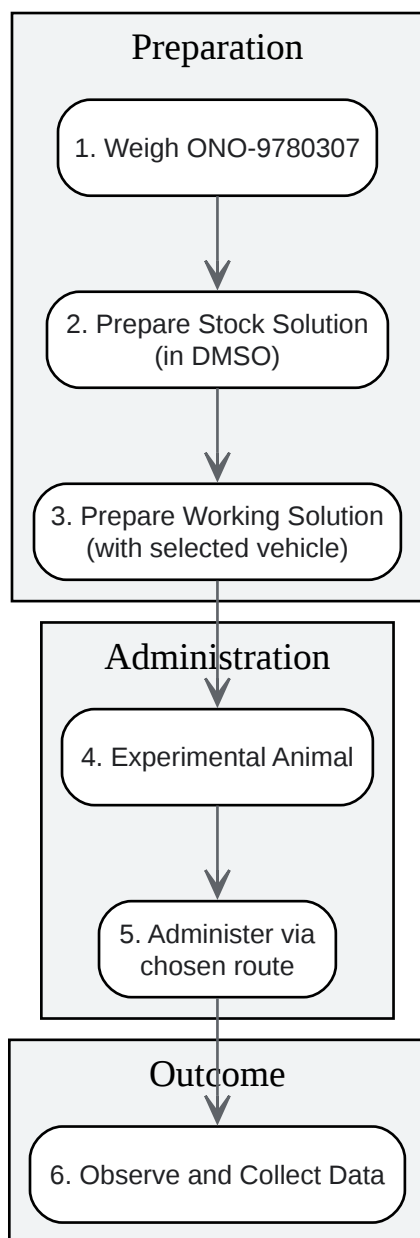 Preparation
1. Weigh ONO-9780307
2. Prepare Stock Solution
(in DMSO)
3. Prepare Working Solution
(with selected vehicle)
Administration
4. Experimental Animal
5. Administer via
chosen route
Outcome
6. Observe and Collect Data